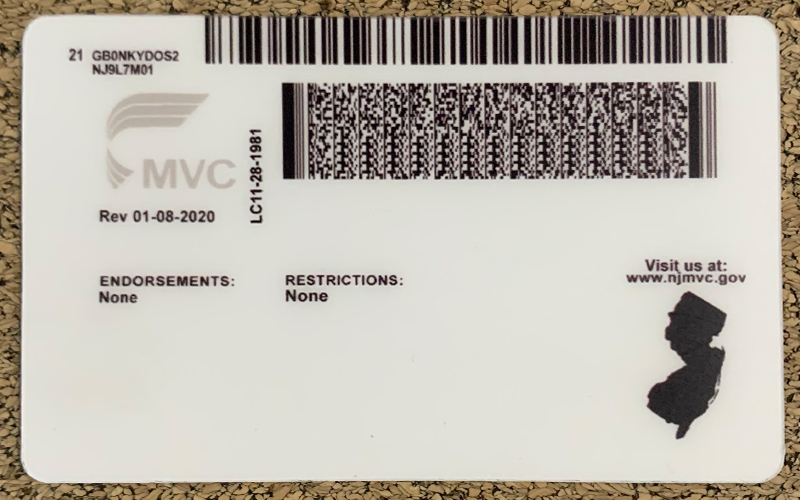 21 GB0NKYDOS2
NJ9L7M01
MVC
LC11-28-1981
Rev 01-08-2020
ENDORSEMENTS:
None
RESTRICTIONS:
None
Visit us at:
www.njmvc.gov